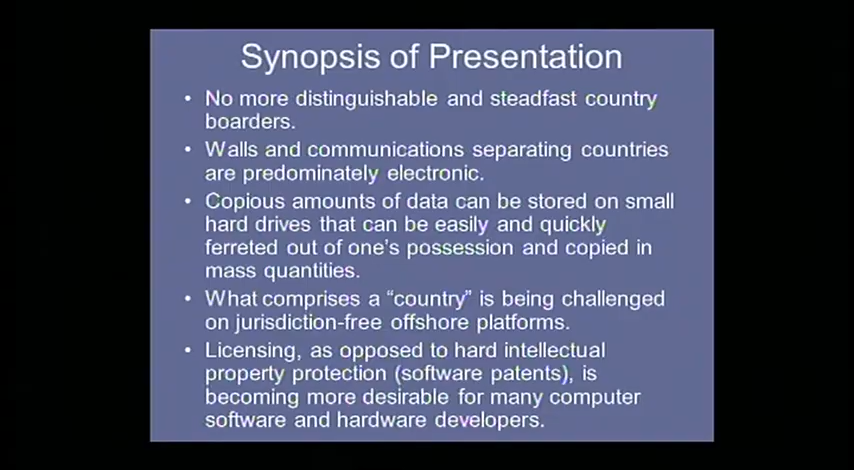 Synopsis of Presentation
• No more distinguishable and steadfast country
boarders.
• Walls and communications separating countries
are predominately electronic.
• Copious amounts of data can be stored on small
hard drives that can be easily and quickly
ferreted out of one's possession and copied in
mass quantities.
• What comprises a “country” is being challenged
on jurisdiction-free offshore platforms.
• Licensing, as opposed to hard intellectual
property protection (software patents), is
becoming more desirable for many computer
software and hardware developers.